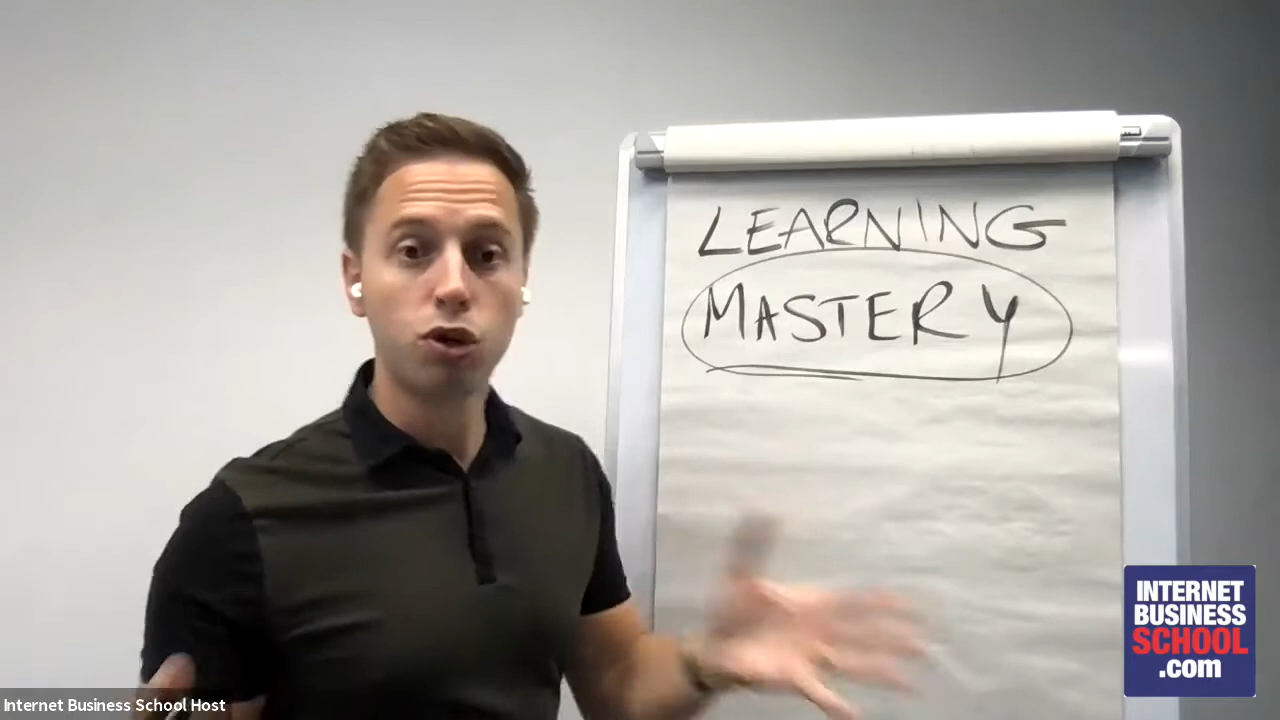 LEARNING
MASTERY
INTERNET
BUSINESS
SCHOOL
.com
Internet Business School Host